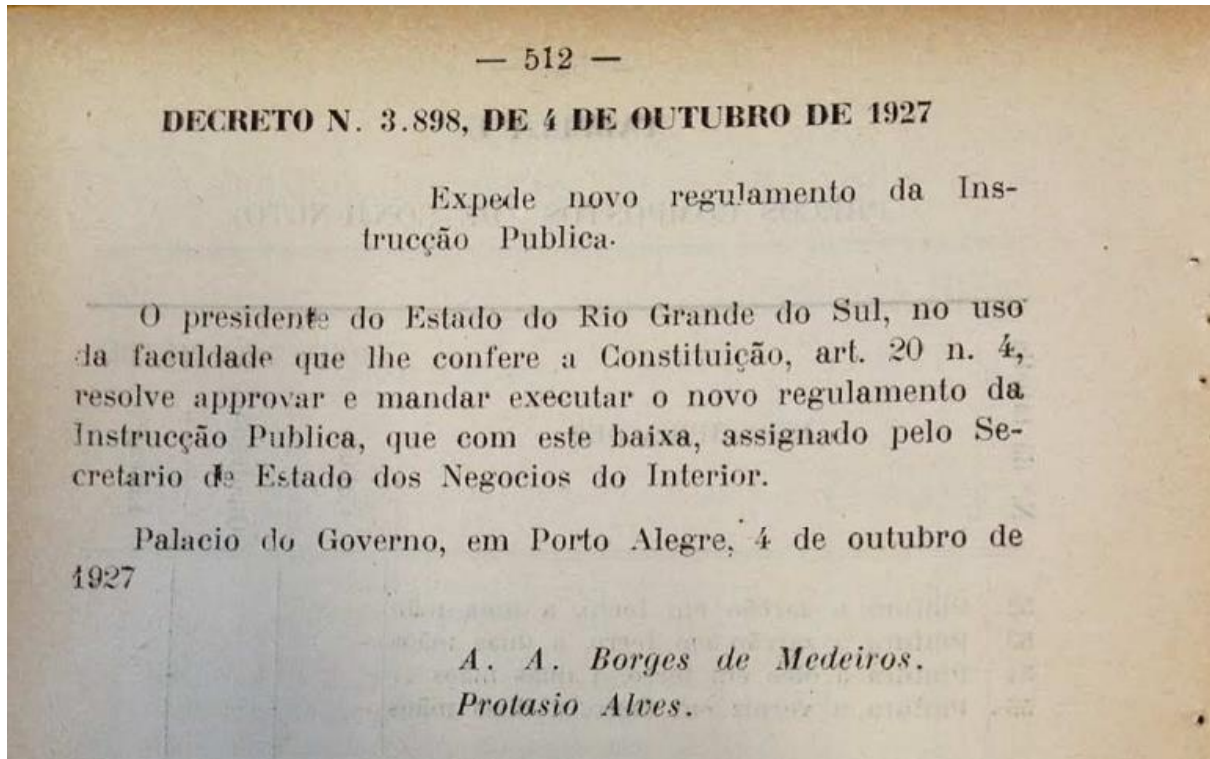 — 512 —
DECRETO N. 3.898, DE 4 DE OUTUBRO DE 1927
Expede novo regulamento da Ins-
trucção Publica.
O presidente do Estado do Rio Grande do Sul, no uso
da faculdade que lhe confere a Constituição, art. 20 n. 4,
resolve approvar e mandar executar o novo regulamento da
Instrucção Publica, que com este baixa, assignado pelo Se-
cretario de Estado dos Negocios do Interior.
Palacio do Governo, em Porto Alegre, 4 de outubro de
1927
A. A. Borges de Medeiros.
Protasio Alves.